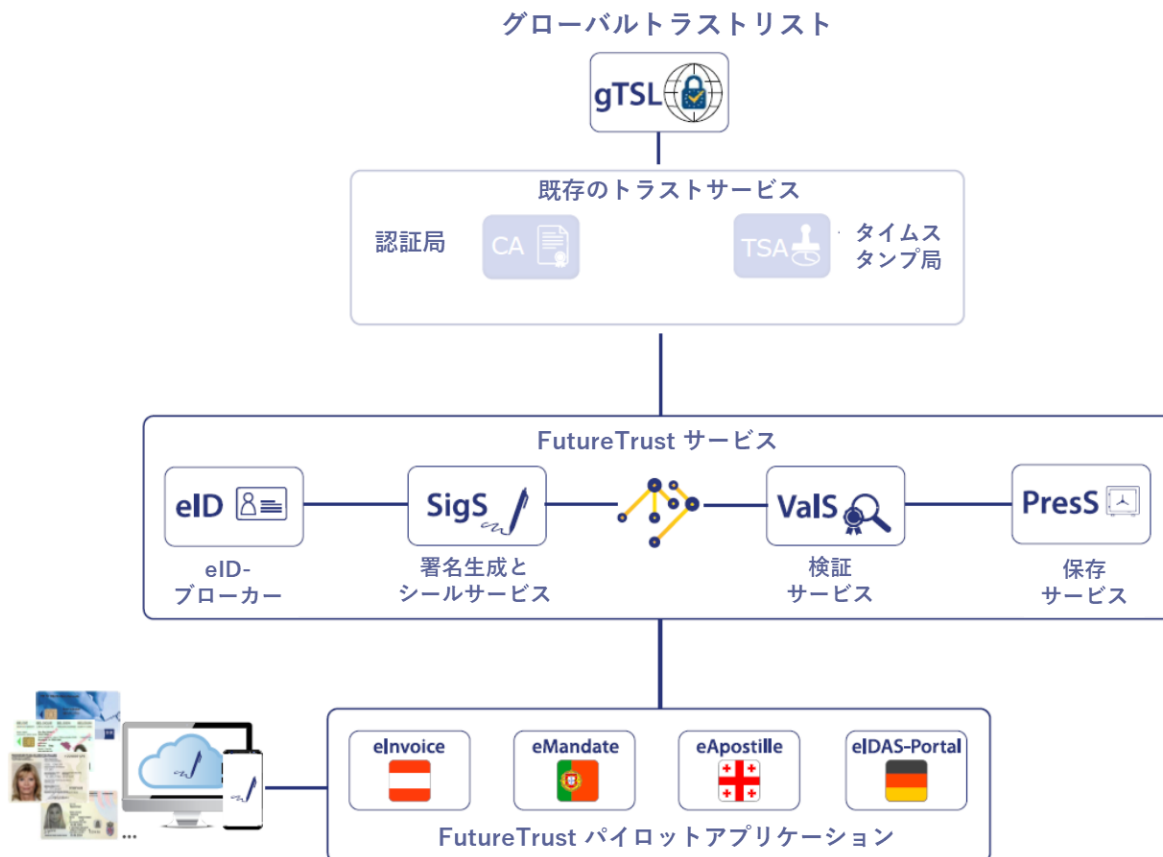 グローバルトラストリスト
gTSL
既存のトラストサービス
認証局
CA
TSA
タイムス
タンプ局
FutureTrust サービス
eID
SigS
ValS
PresS
eID-
ブローカー
署名生成と
シールサービス
検証
サービス
保存
サービス
eInvoice
eMandate
eApostille
eIDAS-Portal
...
FutureTrust パイロットアプリケーション